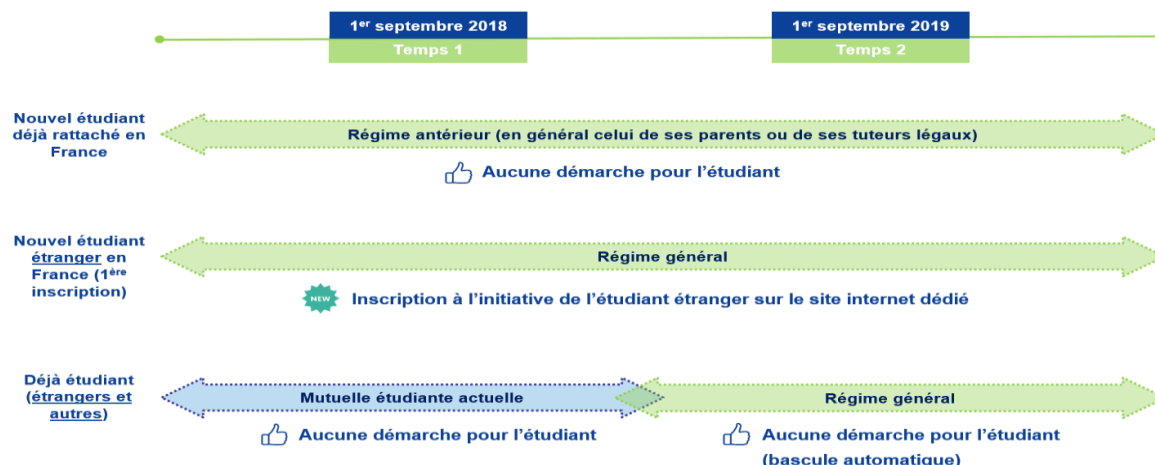 1er septembre 2018
Temps 1
1er septembre 2019
Temps 2
Nouvel étudiant
déjà rattaché en
France
Régime antérieur (en général celui de ses parents ou de ses tuteurs légaux)
Aucune démarche pour l'étudiant
Nouvel étudiant
étranger en
France (1ère
inscription)
Régime général
NEW
Inscription à l'initiative de l'étudiant étranger sur le site internet dédié
Déjà étudiant
(étrangers et
autres)
Mutuelle étudiante actuelle
Régime général
Aucune démarche pour l'étudiant
Aucune démarche pour l'étudiant
(bascule automatique)